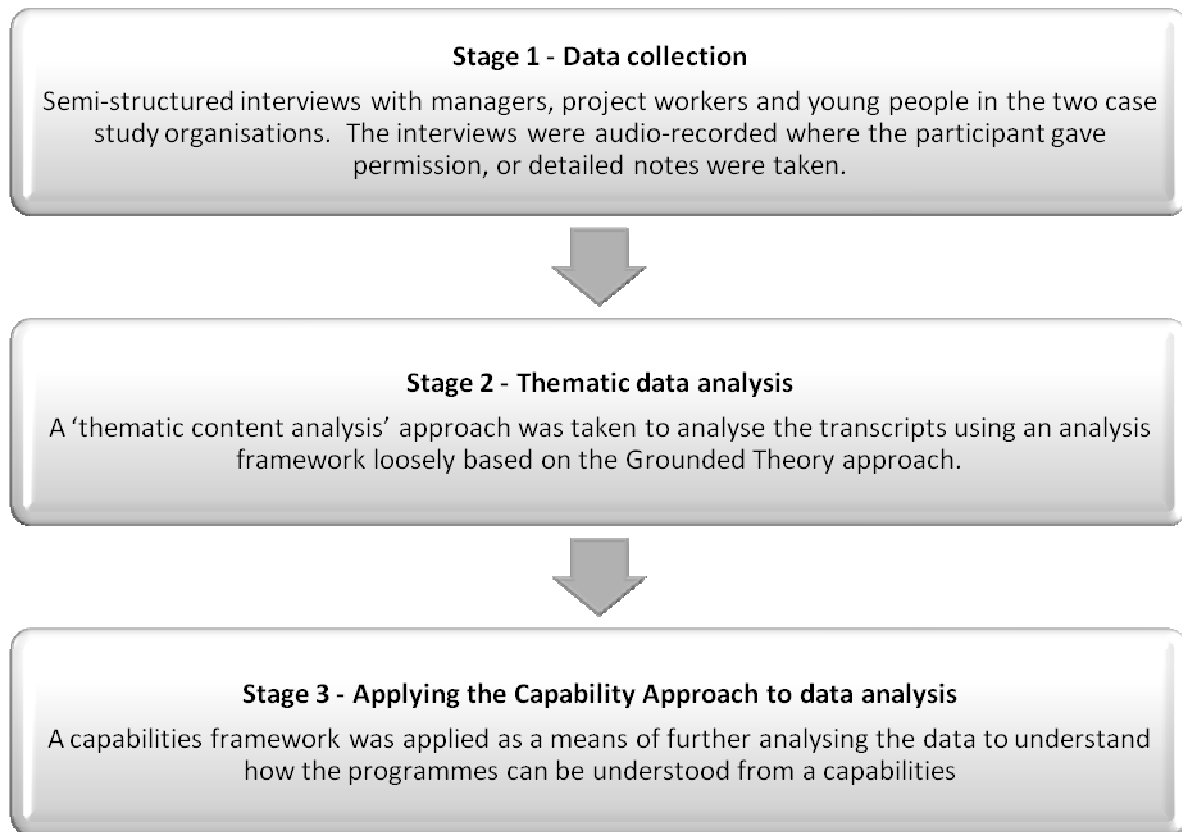 Stage 1 - Data collection
Semi-structured interviews with managers, project workers and young people in the two case
study organisations.  The interviews were audio-recorded where the participant gave
permission, or detailed notes were taken.
Stage 2 - Thematic data analysis
A ‘thematic content analysis’ approach was taken to analyse the transcripts using an analysis
framework loosely based on the Grounded Theory approach.
Stage 3 - Applying the Capability Approach to data analysis
A capabilities framework was applied as a means of further analysing the data to understand
how the programmes can be understood from a capabilities